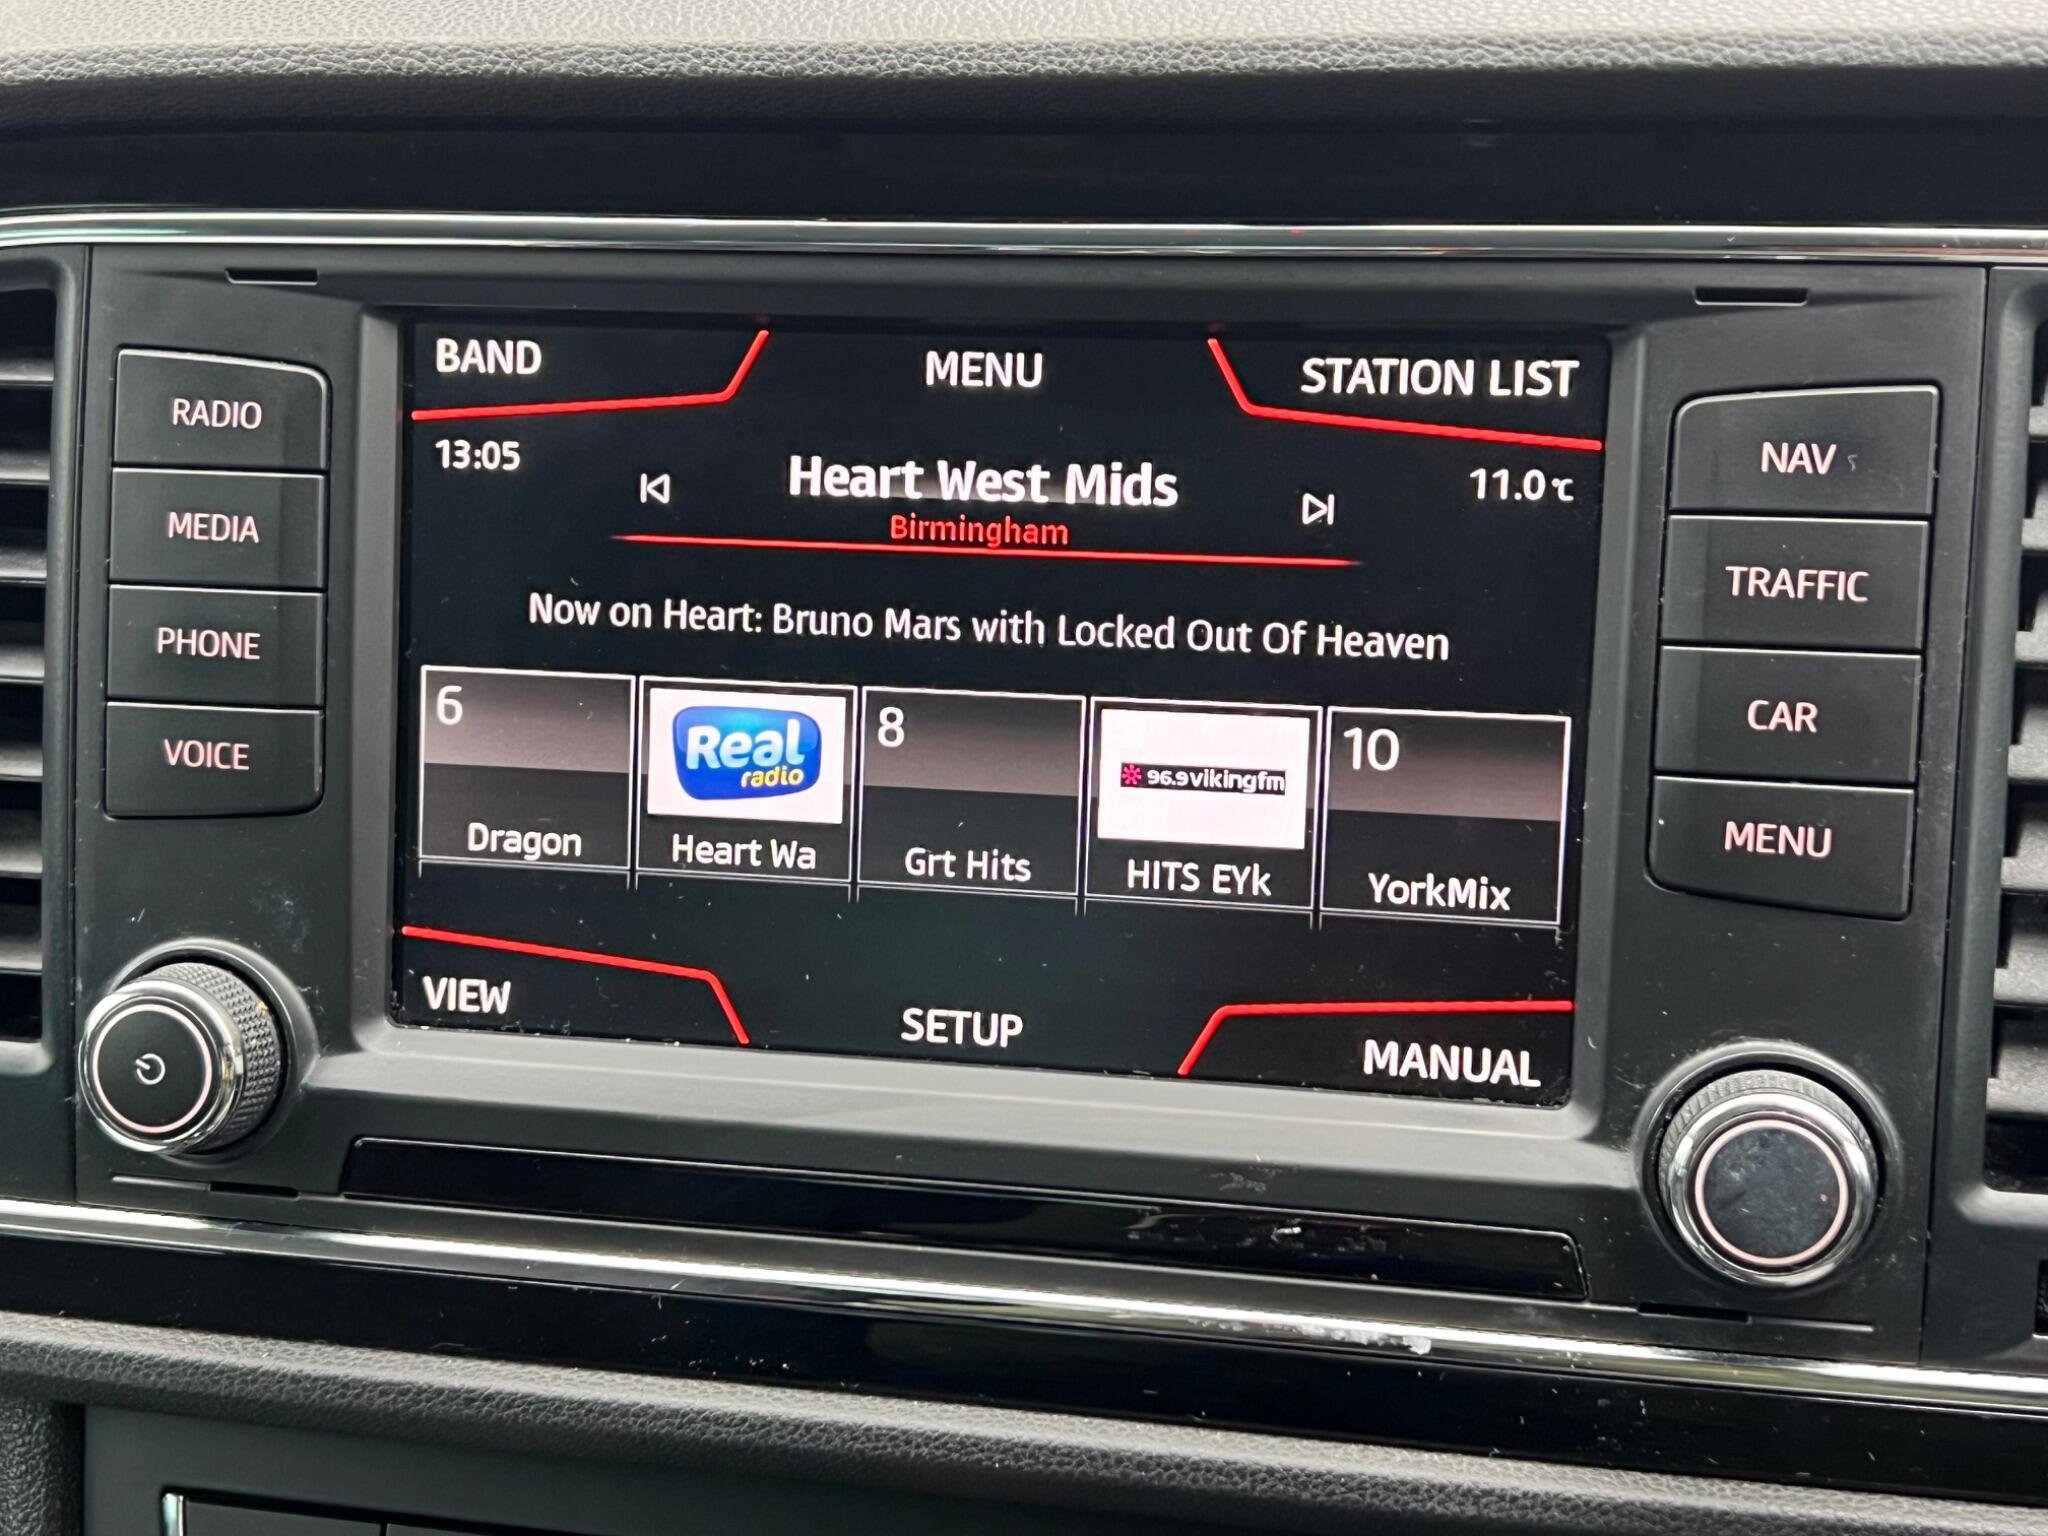 BAND
MENU
STATION LIST
RADIO
MEDIA
PHONE
VOICE
13:05
Heart West Mids
11.0°C
Birmingham
Now on Heart: Bruno Mars with Locked Out Of Heaven
6
Dragon
Real
radio
Heart Wa
8
Grt Hits
96.9vikingfm
HITS EYk
10
YorkMix
VIEW
SETUP
MANUAL
NAV
TRAFFIC
CAR
MENU